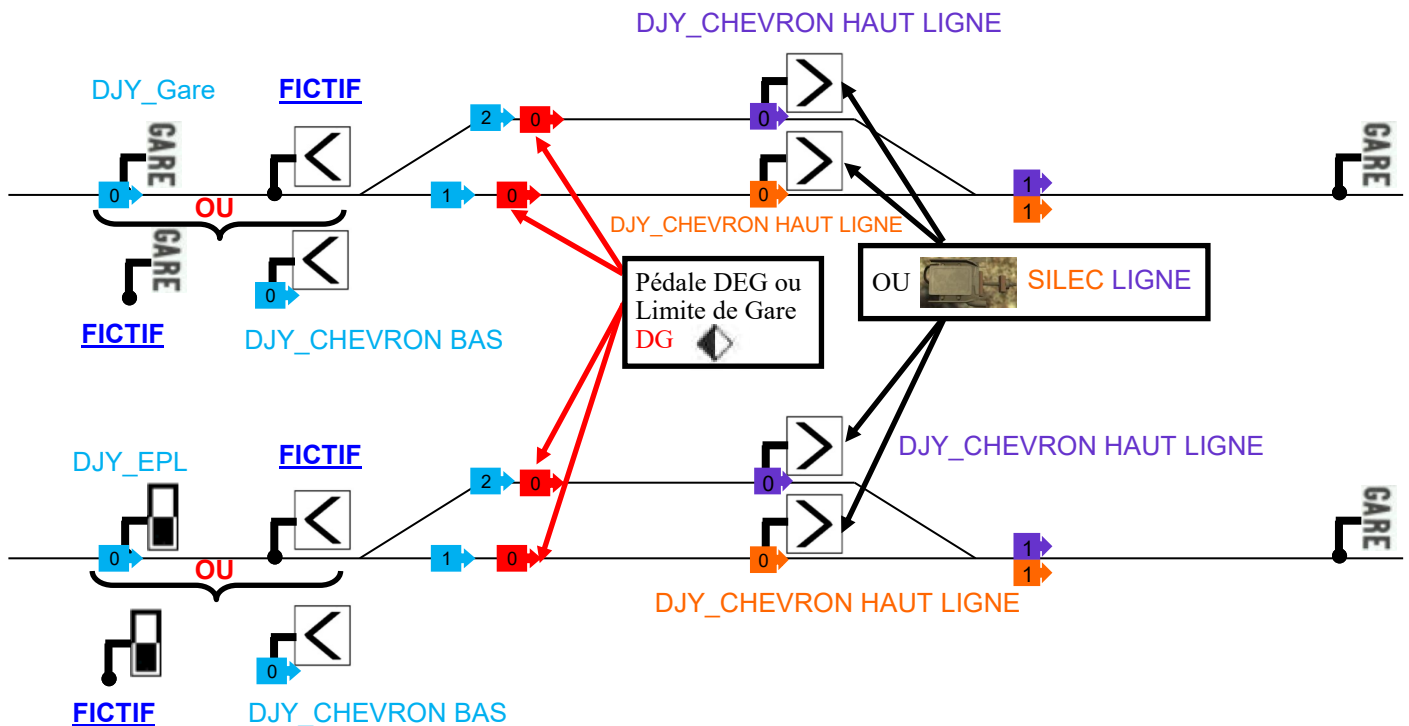 DJY_CHEVRON HAUT LIGNE
DJY_Gare
FICTIF
GARE
2
0
0
0
GARE
0
OU
1
0
DJY_CHEVRON HAUT LIGNE
1
1
GARE
0
FICTIF
DJY_CHEVRON BAS
Pédale DEG ou
Limite de Gare
DG
OU SILEC LIGNE
DJY_EPL
FICTIF
DJY_CHEVRON HAUT LIGNE
2
0
0
GARE
0
OU
1
0
0
1
1
DJY_CHEVRON HAUT LIGNE
0
FICTIF
DJY_CHEVRON BAS